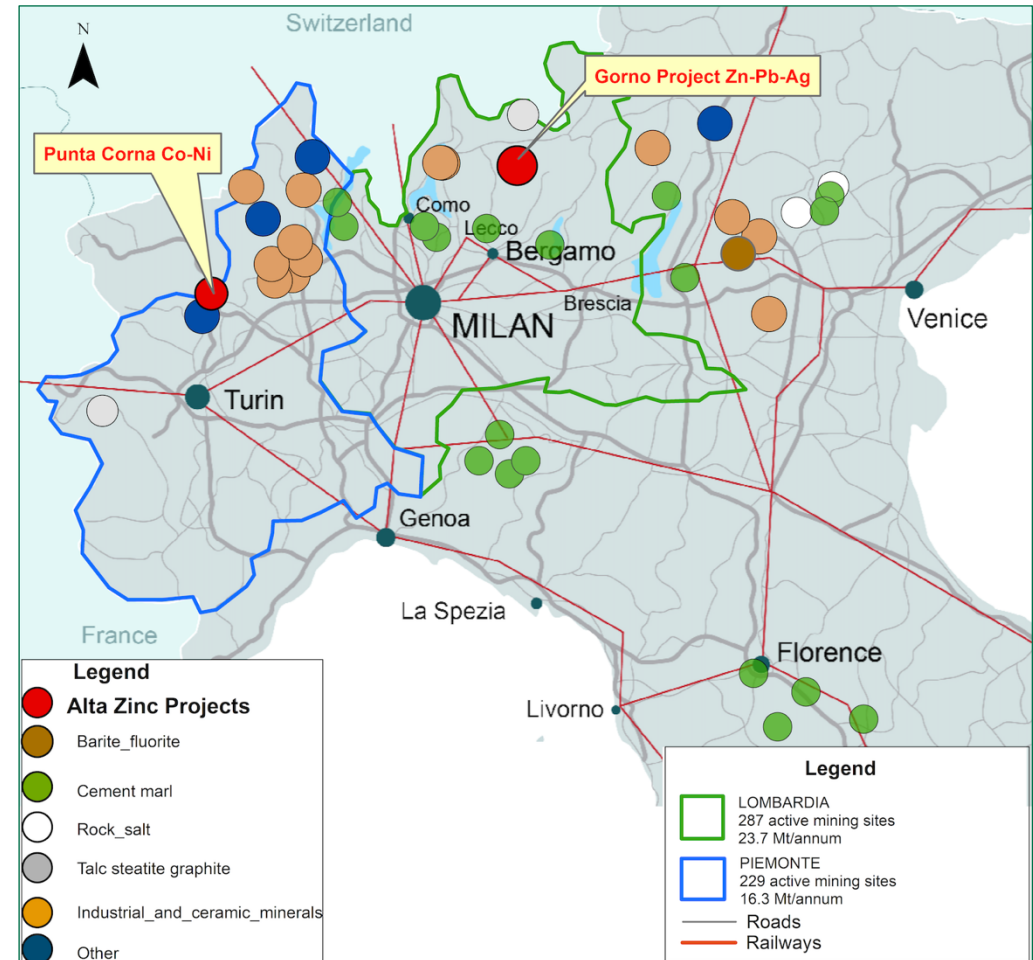 Switzerland
N
Gorno Project Zn-Pb-Ag
Punta Corna Co-Ni
Como
Lecco
Bergamo
Brescia
MILAN
Venice
Turin
Genoa
La Spezia
France
Florence
Livorno
Legend
Alta Zinc Projects
Barite_fluorite
Cement marl
Rock_salt
Talc steatite graphite
Industrial_and_ceramic_minerals
Other
Legend
LOMBARDIA
287 active mining sites
23.7 Mt/annum
PIEMONTE
229 active mining sites
16.3 Mt/annum
Roads
Railways